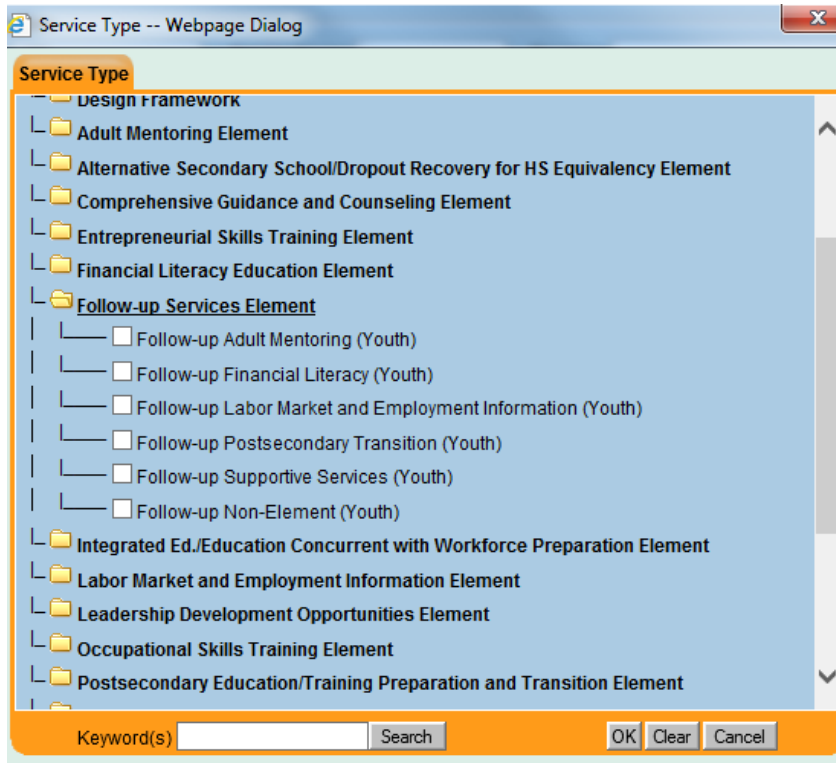 Service Type -- Webpage Dialog
Service Type
Design Framework
Adult Mentoring Element
Alternative Secondary School/Dropout Recovery for HS Equivalency Element
Comprehensive Guidance and Counseling Element
Entrepreneurial Skills Training Element
Financial Literacy Education Element
Follow-up Services Element
Follow-up Adult Mentoring (Youth)
Follow-up Financial Literacy (Youth)
Follow-up Labor Market and Employment Information (Youth)
Follow-up Postsecondary Transition (Youth)
Follow-up Supportive Services (Youth)
Follow-up Non-Element (Youth)
Integrated Ed./Education Concurrent with Workforce Preparation Element
Labor Market and Employment Information Element
Leadership Development Opportunities Element
Occupational Skills Training Element
Postsecondary Education/Training Preparation and Transition Element
Keyword(s) Search OK Clear Cancel